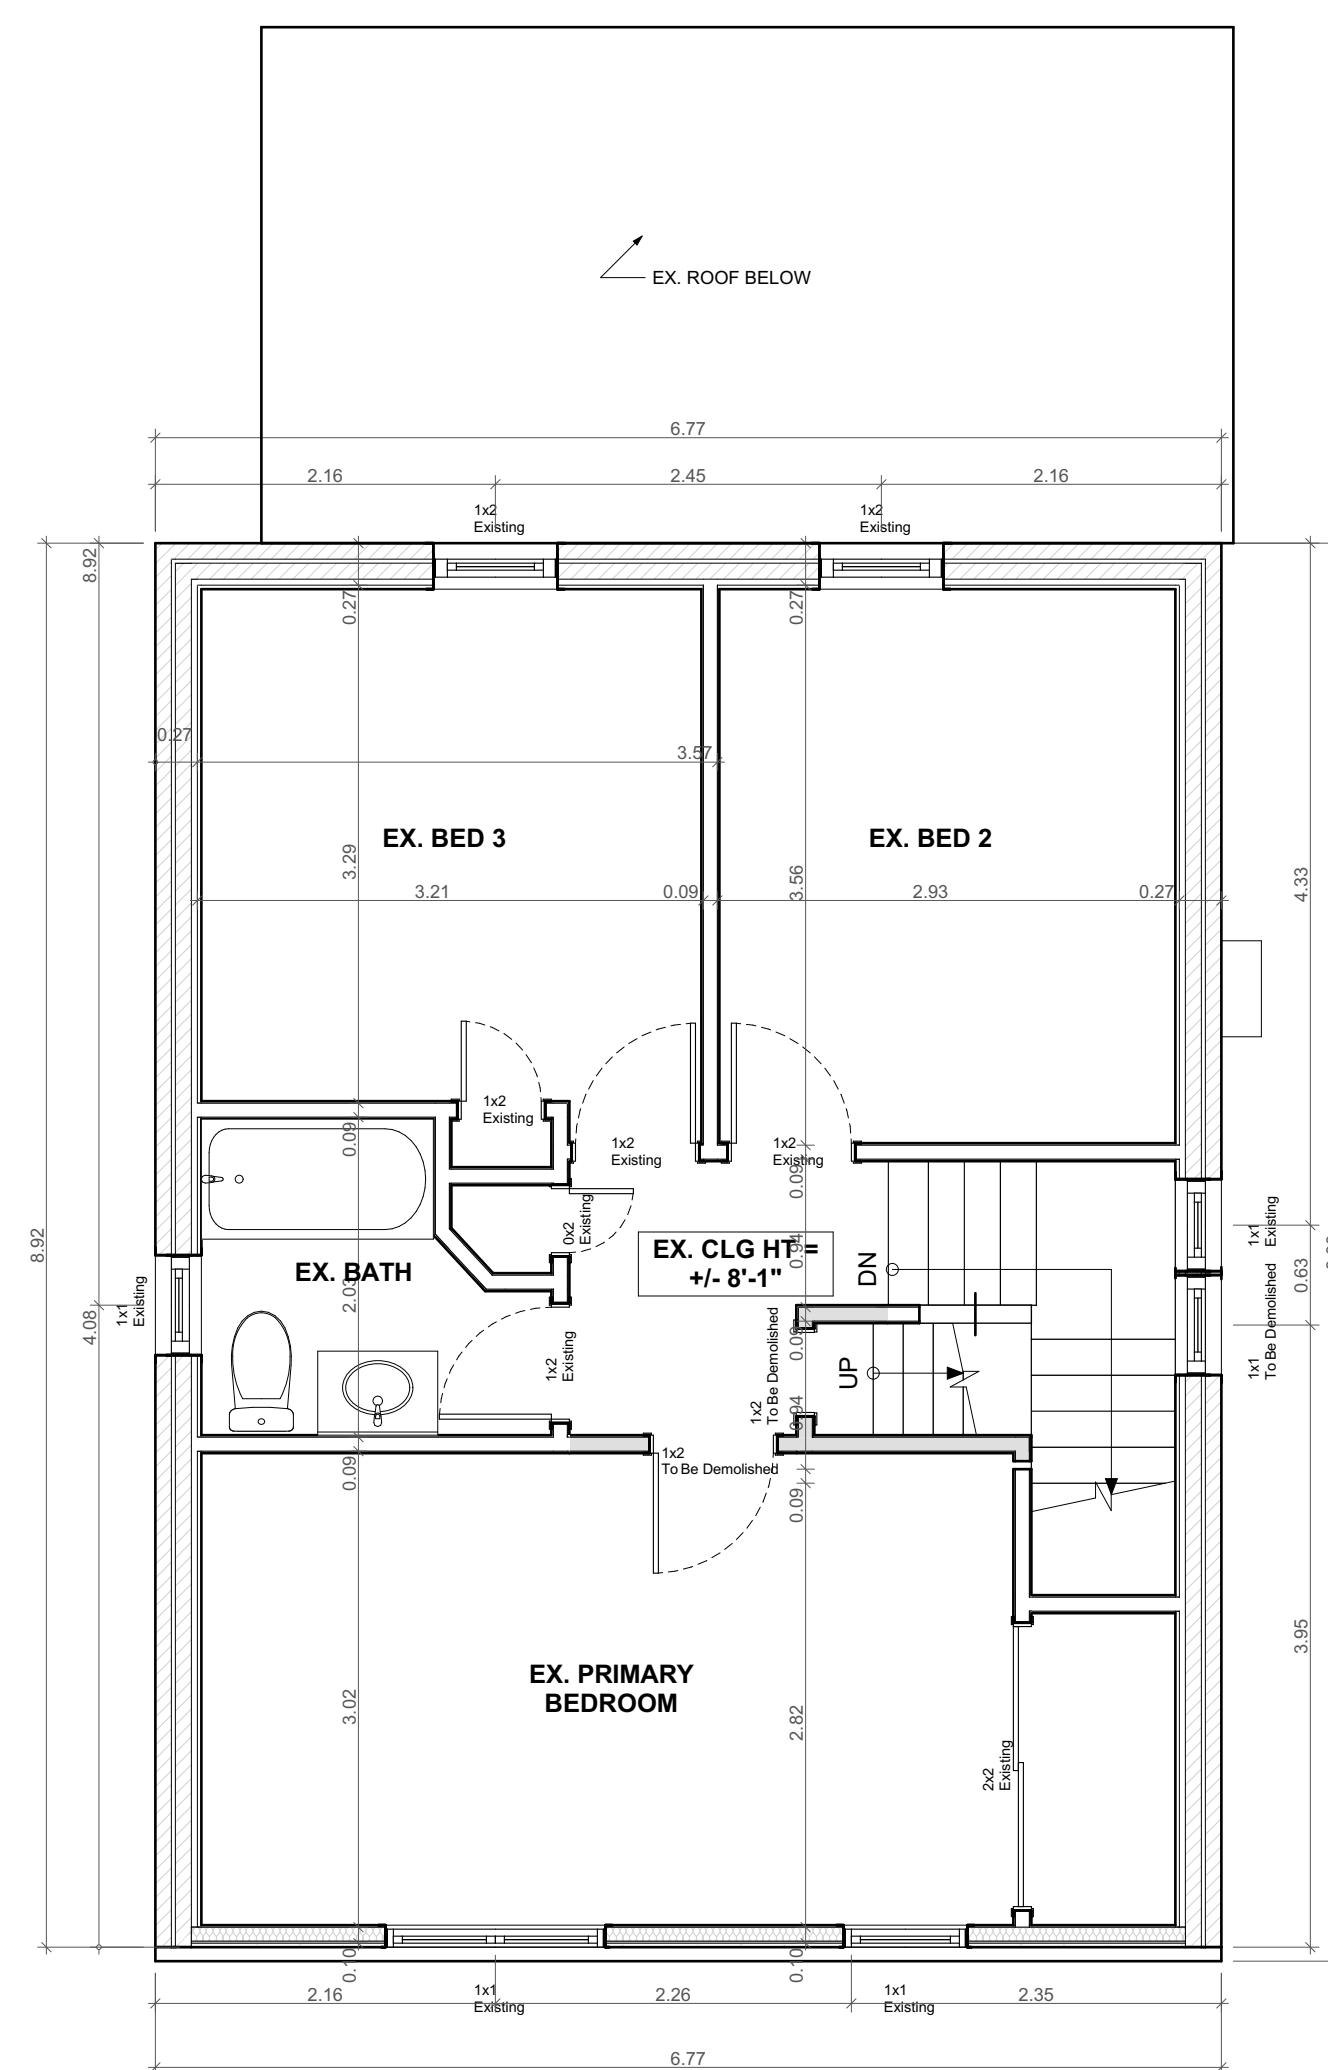 EX. ROOF BELOW
6.77
2.16
2.45
2.16
1x2
Existing
1x2
Existing
8.92
0.27
0.27
0.27
3.57
EX. BED 3
EX. BED 2
3.29
3.56
3.21
0.09
2.93
0.27
4.33
1x2
Existing
0.09
1x2
Existing
1x2
Existing
0.09
0x2
Existing
1x1
Existing
8.92
EX. CLG HT =
+/- 8'-1"
0.94
DN
0.63
EX. BATH
2.03
1x1
Existing
4.08
1x1
To Be Demolished
0.09
1x2
Existing
UP
1x2
To Be Demolished
0.94
1x2
To Be Demolished
0.09
0.09
3.95
EX. PRIMARY
BEDROOM
3.02
2.82
2x2
Existing
0.10
0.10
2.16
1x1
Existing
2.26
1x1
Existing
2.35
6.77